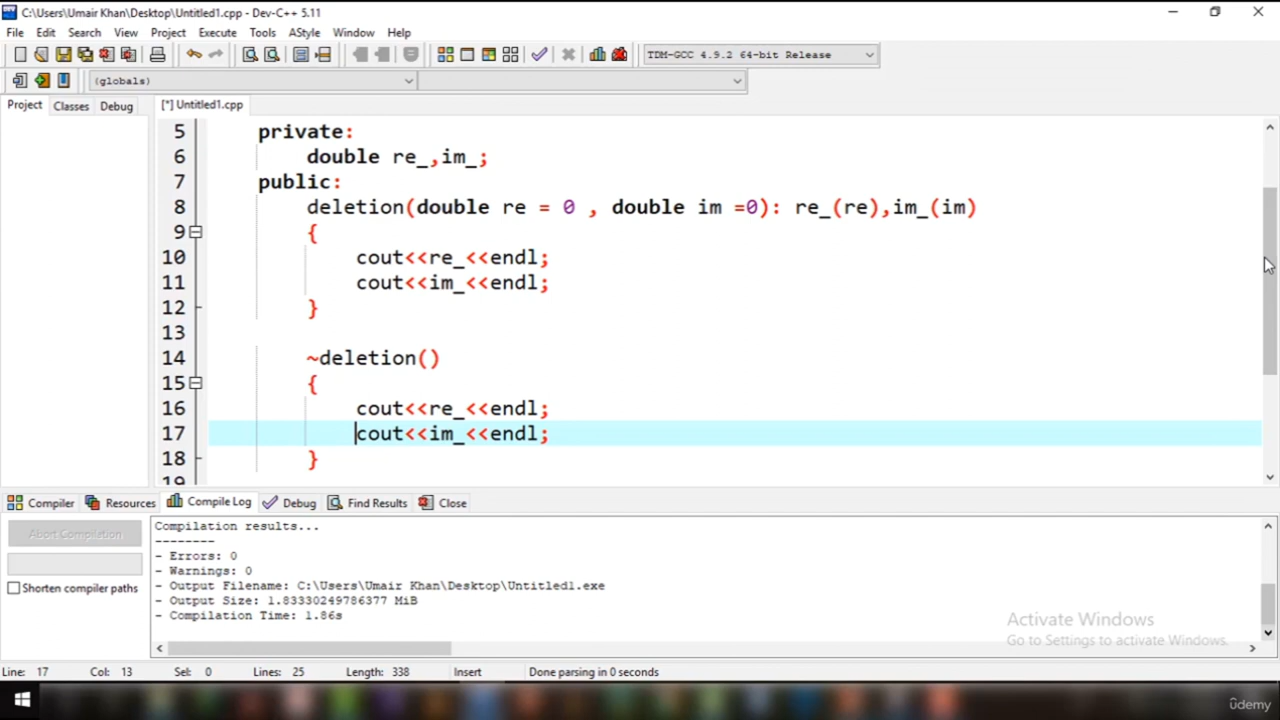 C:\Users\Umair Khan\Desktop\Untitled1.cpp - Dev-C++ 5.11
File Edit Search View Project Execute Tools AStyle Window Help
TDM-GCC 4.9.2 64-bit Release
(globals)
Project Classes Debug [*] Untitled1.cpp
5 private:
6 double re_,im_;
7 public:
8 deletion(double re = 0 , double im =0): re_(re),im_(im)
9 {
10 cout<<re_<<endl;
11 cout<<im_<<endl;
12 }
13
14 ~deletion()
15 {
16 cout<<re_<<endl;
17 cout<<im_<<endl;
18 }
19
Compiler Resources Compile Log Debug Find Results Close
Abort Compilation
Shorten compiler paths
Compilation results...
--------
- Errors: 0
- Warnings: 0
- Output Filename: C:\Users\Umair Khan\Desktop\Untitled1.exe
- Output Size: 1.83330249786377 MiB
- Compilation Time: 1.86s
Activate Windows
Go to Settings to activate Windows.
Line: 17 Col: 13 Sel: 0 Lines: 25 Length: 338 Insert Done parsing in 0 seconds
ûdemy